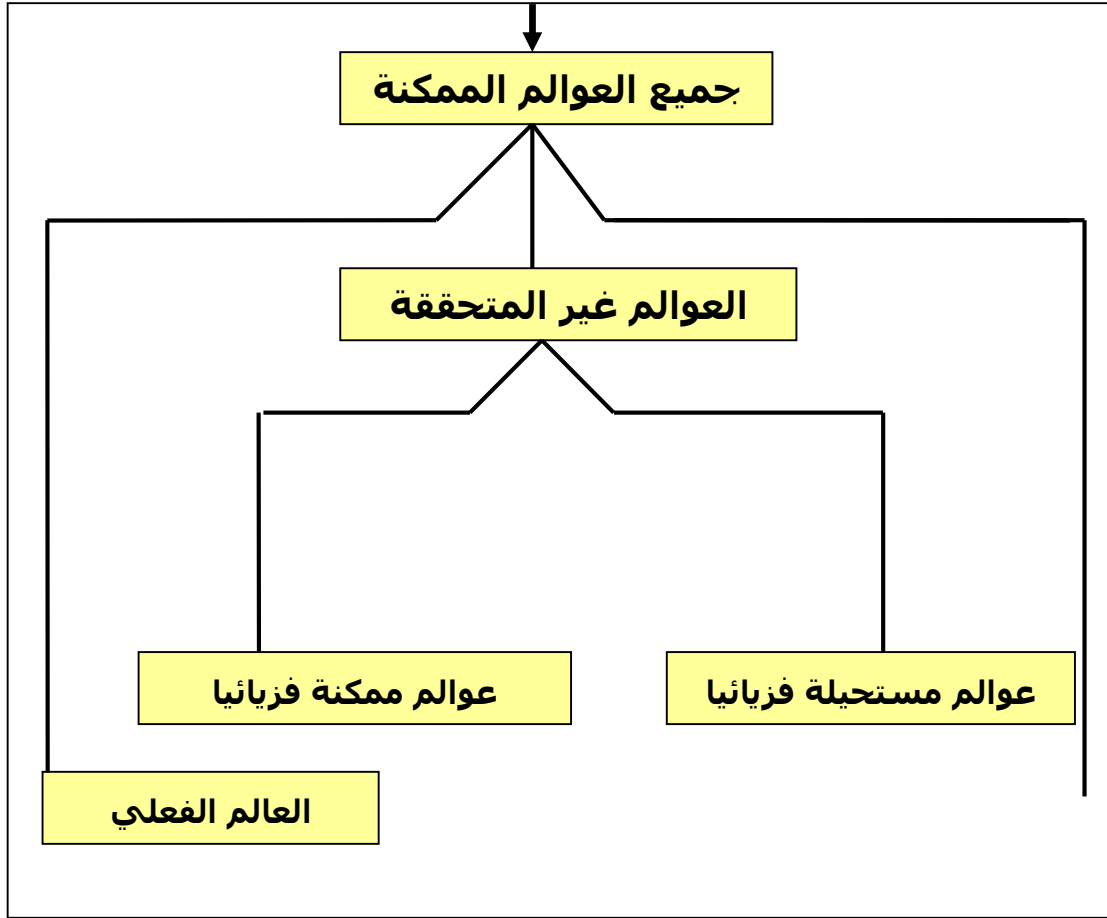 جميع العوالم الممكنة
العوالم غير المتحققة
عوالم مستحيلة فزيائيا
عوالم ممكنة فزيائيا
العالم الفعلي